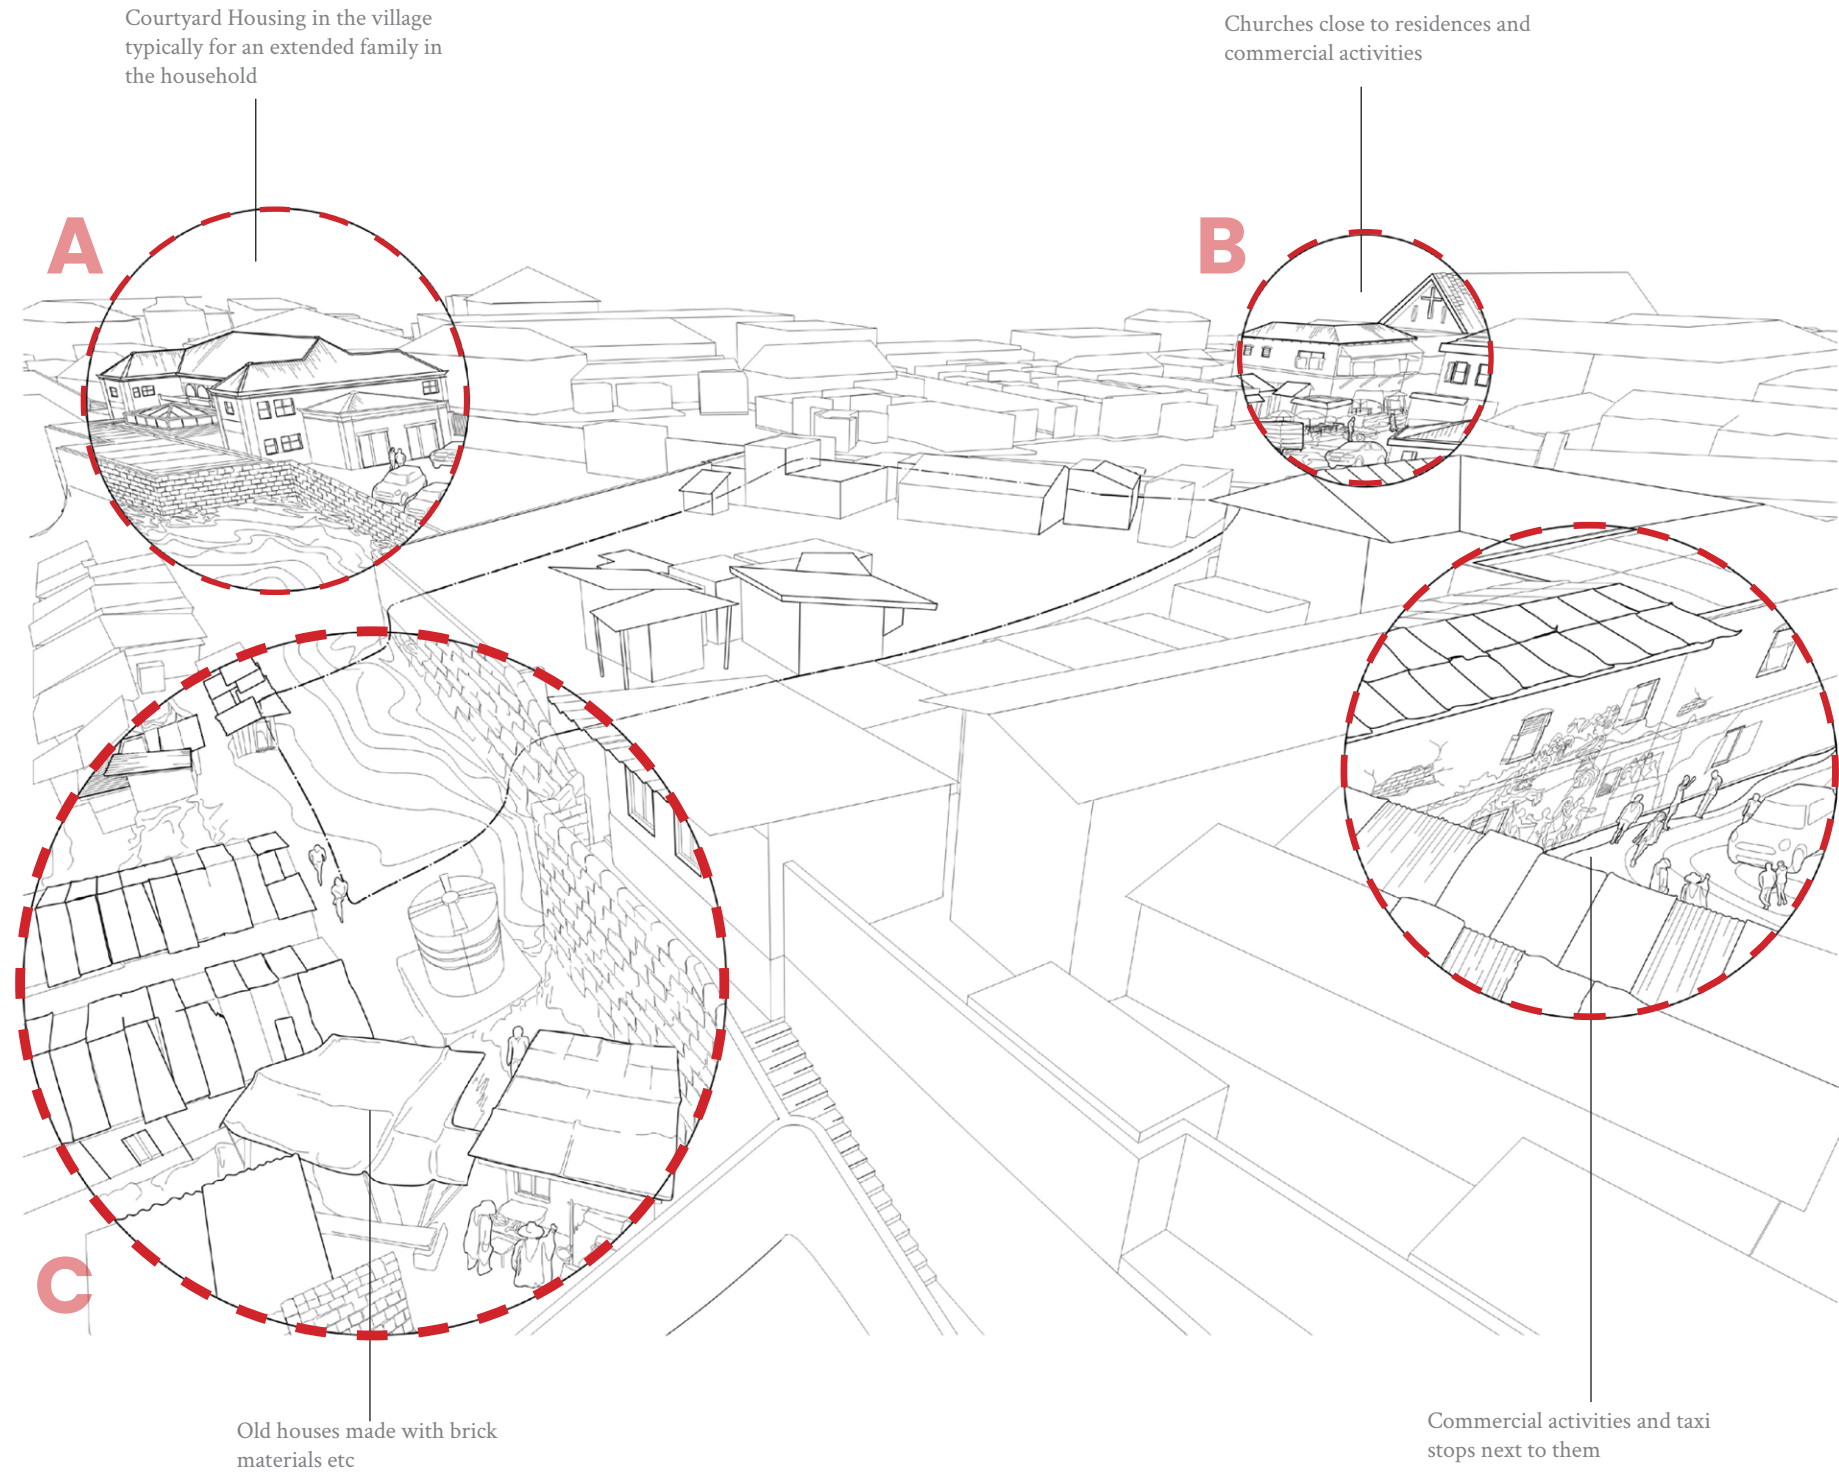 Courtyard Housing in the village
typically for an extended family in
the household
Churches close to residences and
commercial activities
A
B
C
Old houses made with brick
materials etc
Commercial activities and taxi
stops next to them